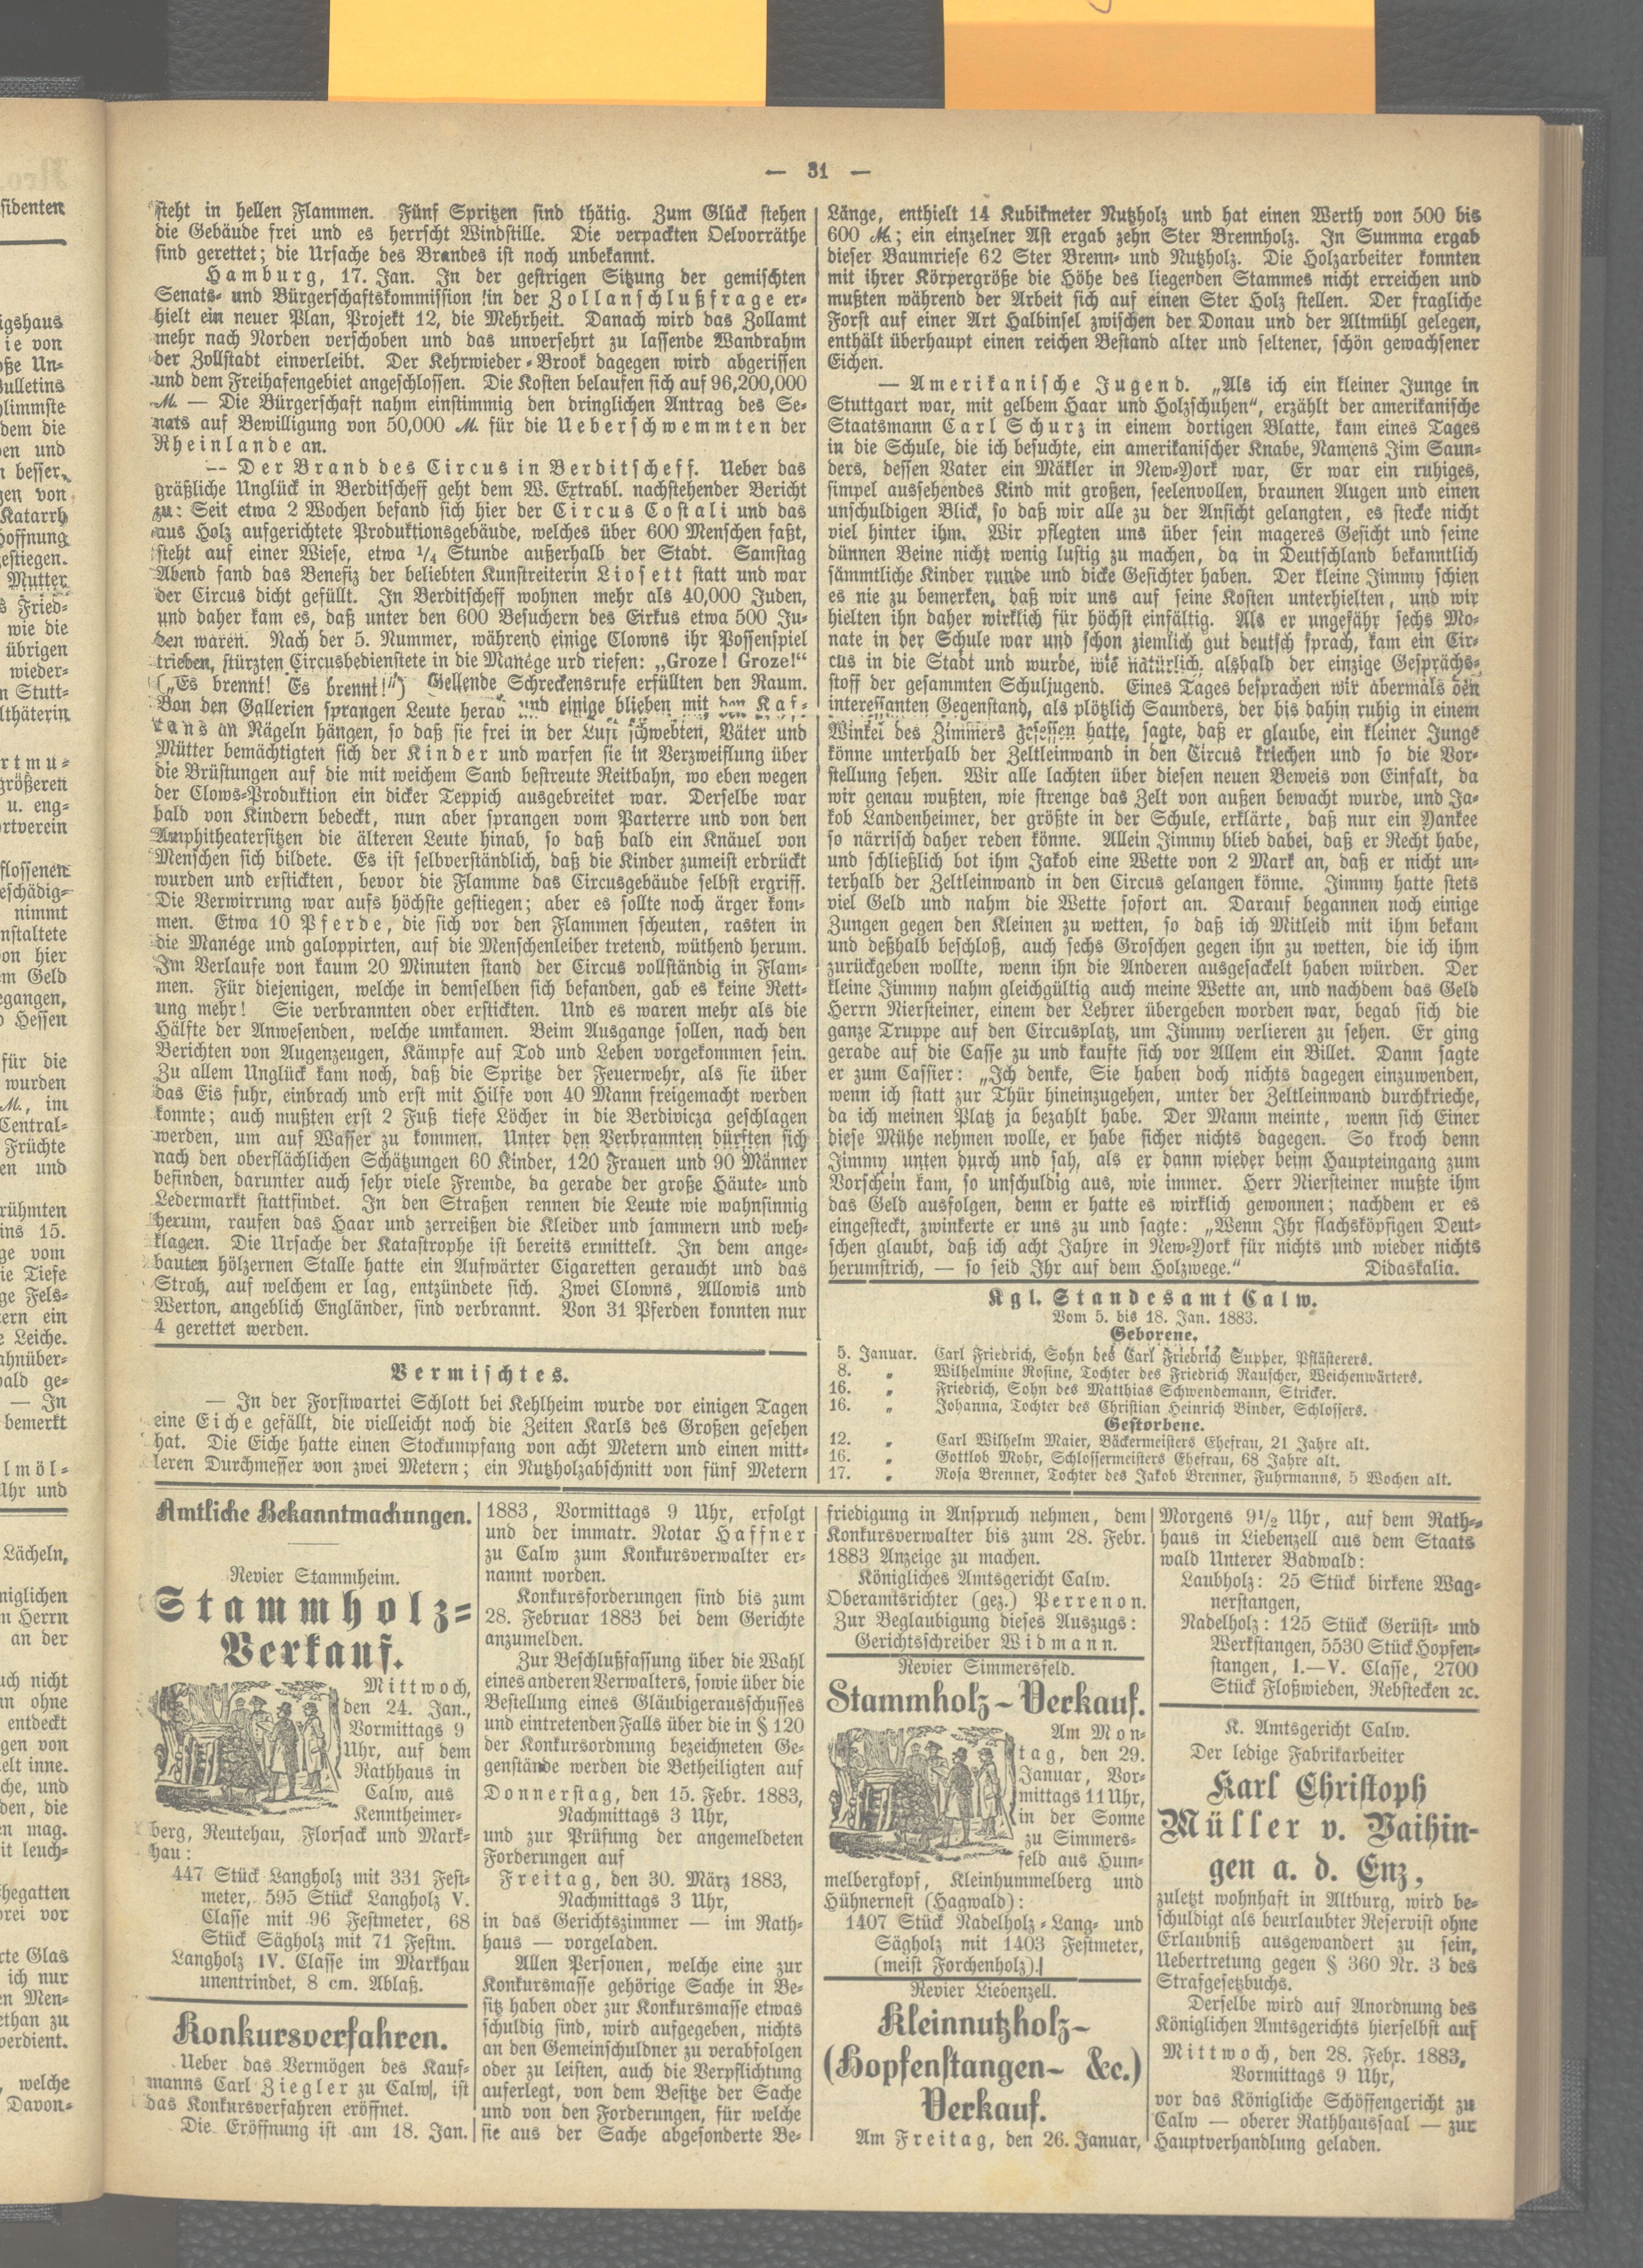 — 31 —
steht in hellen Flammen. Fünf Spritzen sind thätig. Zum Glück stehen
die Gebäude frei und es herrscht Windstille. Die verpackten Oelvorräthe
sind gerettet; die Ursache des Brandes ist noch unbekannt.
Hamburg, 17. Jan. In der gestrigen Sitzung der gemischten
Senats- und Bürgerschaftskommission in der Zollanschlußfrage er-
hielt ein neuer Plan, Projekt 12, die Mehrheit. Danach wird das Zollamt
mehr nach Norden verschoben und das unversehrt zu lassende Wandrahm
der Zollstadt einverleibt. Der Kehrwieder-Brook dagegen wird abgerissen
und dem Freihafengebiet angeschlossen. Die Kosten belaufen sich auf 96,200,000
M. — Die Bürgerschaft nahm einstimmig den dringlichen Antrag des Se-
nats auf Bewilligung von 50,000 M. für die Ueberschwemmten der
Rheinlande an.
— Der Brand des Circus in Berditscheff. Ueber das
gräßliche Unglück in Berditscheff geht dem W. Extrabl. nachstehender Bericht
zu: Seit etwa 2 Wochen befand sich hier der Circus Costali und das
aus Holz aufgerichtete Produktionsgebäude, welches über 600 Menschen faßt,
steht auf einer Wiese, etwa 1/4 Stunde außerhalb der Stadt. Samstag
Abend fand das Benefiz der beliebten Kunstreiterin Liosett statt und war
der Circus dicht gefüllt. In Berditscheff wohnen mehr als 40,000 Juden,
und daher kam es, daß unter den 600 Besuchern des Cirkus etwa 500 Ju-
den waren. Nach der 5. Nummer, während einige Clowns ihr Possenspiel
trieben, stürzten Circusbedienstete in die Manége urd riefen: „Groze! Groze!“
(„Es brennt! Es brennt!“) Gellende Schreckensrufe erfüllten den Raum.
Von den Gallerien sprangen Leute herab und einige blieben mit den Kaf-
tans an Nägeln hängen, so daß sie frei in der Luft schwebten, Väter und
Mütter bemächtigten sich der Kinder und warfen sie in Verzweiflung über
die Brüstungen auf die mit weichem Sand bestreute Reitbahn, wo eben wegen
der Clows-Produktion ein dicker Teppich ausgebreitet war. Derselbe war
bald von Kindern bedeckt, nun aber sprangen vom Parterre und von den
Amphitheatersitzen die älteren Leute hinab, so daß bald ein Knäuel von
Menschen sich bildete. Es ist selbverständlich, daß die Kinder zumeist erdrückt
wurden und erstickten, bevor die Flamme das Circusgebäude selbst ergriff.
Die Verwirrung war aufs höchste gestiegen; aber es sollte noch ärger kom-
men. Etwa 10 Pferde, die sich vor den Flammen scheuten, rasten in
die Manége und galoppirten, auf die Menschenleiber tretend, wüthend herum.
Im Verlaufe von kaum 20 Minuten stand der Circus vollständig in Flam-
men. Für diejenigen, welche in demselben sich befanden, gab es keine Rett-
ung mehr! Sie verbrannten oder erstickten. Und es waren mehr als die
Hälfte der Anwesenden, welche umkamen. Beim Ausgange sollen, nach den
Berichten von Augenzeugen, Kämpfe auf Tod und Leben vorgekommen sein.
Zu allem Unglück kam noch, daß die Spritze der Feuerwehr, als sie über
das Eis fuhr, einbrach und erst mit Hilfe von 40 Mann freigemacht werden
konnte; auch mußten erst 2 Fuß tiefe Löcher in die Berdivicza geschlagen
werden, um auf Wasser zu kommen. Unter den Verbrannten dürften sich
nach den oberflächlichen Schätzungen 60 Kinder, 120 Frauen und 90 Männer
befinden, darunter auch sehr viele Fremde, da gerade der große Häute- und
Ledermarkt stattfindet. In den Straßen rennen die Leute wie wahnsinnig
herum, raufen das Haar und zerreißen die Kleider und jammern und weh-
klagen. Die Ursache der Katastrophe ist bereits ermittelt. In dem ange-
bauten hölzernen Stalle hatte ein Aufwärter Cigaretten geraucht und das
Stroh, auf welchem er lag, entzündete sich. Zwei Clowns, Allowis und
Werton, angeblich Engländer, sind verbrannt. Von 31 Pferden konnten nur
4 gerettet werden.
Vermischtes.
— In der Forstwartei Schlott bei Kehlheim wurde vor einigen Tagen
eine Eiche gefällt, die vielleicht noch die Zeiten Karls des Großen gesehen
hat. Die Eiche hatte einen Stockumpfang von acht Metern und einen mitt-
leren Durchmesser von zwei Metern; ein Nutzholzabschnitt von fünf Metern
Länge, enthielt 14 Kubikmeter Nutzholz und hat einen Werth von 500 bis
600 M.; ein einzelner Ast ergab zehn Ster Brennholz. In Summa ergab
dieser Baumriese 62 Ster Brenn- und Nutzholz. Die Holzarbeiter konnten
mit ihrer Körpergröße die Höhe des liegenden Stammes nicht erreichen und
mußten während der Arbeit sich auf einen Ster Holz stellen. Der fragliche
Forst auf einer Art Halbinsel zwischen der Donau und der Altmühl gelegen,
enthält überhaupt einen reichen Bestand alter und seltener, schön gewachsener
Eichen.
— Amerikanische Jugend. „Als ich ein kleiner Junge in
Stuttgart war, mit gelbem Haar und Holzschuhen“, erzählt der amerikanische
Staatsmann Carl Schurz in einem dortigen Blatte, kam eines Tages
in die Schule, die ich besuchte, ein amerikanischer Knabe, Namens Jim Saun-
ders, dessen Vater ein Mäkler in New-York war, Er war ein ruhiges,
simpel aussehendes Kind mit großen, seelenvollen, braunen Augen und einen
unschuldigen Blick, so daß wir alle zu der Ansicht gelangten, es stecke nicht
viel hinter ihm. Wir pflegten uns über sein mageres Gesicht und seine
dünnen Beine nicht wenig lustig zu machen, da in Deutschland bekanntlich
sämmtliche Kinder runde und dicke Gesichter haben. Der kleine Jimmy schien
es nie zu bemerken, daß wir uns auf seine Kosten unterhielten, und wir
hielten ihn daher wirklich für höchst einfältig. Als er ungefähr sechs Mo-
nate in der Schule war und schon ziemlich gut deutsch sprach, kam ein Cir-
cus in die Stadt und wurde, wie natürlich, alsbald der einzige Gesprächs-
stoff der gesammten Schuljugend. Eines Tages besprachen wir abermals den
interessanten Gegenstand, als plötzlich Saunders, der bis dahin ruhig in einem
Winkel des Zimmers gesessen hatte, sagte, daß er glaube, ein kleiner Junge
könne unterhalb der Zeltleinwand in den Circus kriechen und so die Vor-
stellung sehen. Wir alle lachten über diesen neuen Beweis von Einfalt, da
wir genau wußten, wie strenge das Zelt von außen bewacht wurde, und Ja-
kob Landenheimer, der größte in der Schule, erklärte, daß nur ein Yankee
so närrisch daher reden könne. Allein Jimmy blieb dabei, daß er Recht habe,
und schließlich bot ihm Jakob eine Wette von 2 Mark an, daß er nicht un-
terhalb der Zeltleinwand in den Circus gelangen könne. Jimmy hatte stets
viel Geld und nahm die Wette sofort an. Darauf begannen noch einige
Zungen gegen den Kleinen zu wetten, so daß ich Mitleid mit ihm bekam
und deßhalb beschloß, auch sechs Groschen gegen ihn zu wetten, die ich ihm
zurückgeben wollte, wenn ihn die Anderen ausgesackelt haben würden. Der
kleine Jimmy nahm gleichgültig auch meine Wette an, und nachdem das Geld
Herrn Niersteiner, einem der Lehrer übergeben worden war, begab sich die
ganze Truppe auf den Circusplatz, um Jimmy verlieren zu sehen. Er ging
gerade auf die Casse zu und kaufte sich vor Allem ein Billet. Dann sagte
er zum Cassier: „Ich denke, Sie haben doch nichts dagegen einzuwenden,
wenn ich statt zur Thür hineinzugehen, unter der Zeltleinwand durchkrieche,
da ich meinen Platz ja bezahlt habe. Der Mann meinte, wenn sich Einer
diese Mühe nehmen wolle, er habe sicher nichts dagegen. So kroch denn
Jimmy unten durch und sah, als er dann wieder beim Haupteingang zum
Vorschein kam, so unschuldig aus, wie immer. Herr Niersteiner mußte ihm
das Geld ausfolgen, denn er hatte es wirklich gewonnen; nachdem er es
eingesteckt, zwinkerte er uns zu und sagte: „Wenn Ihr flachsköpfigen Deut-
schen glaubt, daß ich acht Jahre in New-York für nichts und wieder nichts
herumstrich, — so seid Ihr auf dem Holzwege.“ Didaskalia.
Kgl. Standesamt Calw.
Vom 5. bis 18. Jan. 1883.
Geborene.
5. Januar. Carl Friedrich, Sohn des Carl Friedrich Supper, Pflästerers.
8. „ Wilhelmine Rosine, Tochter des Friedrich Rauscher, Weichenwärters.
16. „ Friedrich, Sohn des Matthias Schwendemann, Stricker.
16. „ Johanna, Tochter des Christian Heinrich Binder, Schlossers.
Gestorbene.
12. „ Carl Wilhelm Maier, Bäckermeisters Ehefrau, 21 Jahre alt.
16. „ Gottlob Mohr, Schlossermeisters Ehefrau, 68 Jahre alt.
17. „ Rosa Brenner, Tochter des Jakob Brenner, Fuhrmanns, 5 Wochen alt.
Amtliche Bekanntmachungen.
Revier Stammheim.
Stammholz-
Verkauf.
Mittwoch,
den 24. Jan.,
Vormittags 9
Uhr, auf dem
Rathhaus in
Calw, aus
Kenntheimer-
berg, Reutehau, Florsack und Mark-
hau:
447 Stück Langholz mit 331 Fest-
meter, 595 Stück Langholz V.
Classe mit 96 Festmeter, 68
Stück Sägholz mit 71 Festm.
Langholz IV. Classe im Markhau
unentrindet, 8 cm. Ablaß.
Konkursverfahren.
Ueber das Vermögen des Kauf-
manns Carl Ziegler zu Calw, ist
das Konkursverfahren eröffnet.
Die Eröffnung ist am 18. Jan.
1883, Vormittags 9 Uhr, erfolgt
und der immatr. Notar Haffner
zu Calw zum Konkursverwalter er-
nannt worden.
Konkursforderungen sind bis zum
28. Februar 1883 bei dem Gerichte
anzumelden.
Zur Beschlußfassung über die Wahl
eines anderen Verwalters, sowie über die
Bestellung eines Gläubigerausschusses
und eintretenden Falls über die in § 120
der Konkursordnung bezeichneten Ge-
genstände werden die Betheiligten auf
Donnerstag, den 15. Febr. 1883,
Nachmittags 3 Uhr,
und zur Prüfung der angemeldeten
Forderungen auf
Freitag, den 30. März 1883,
Nachmittags 3 Uhr,
in das Gerichtszimmer — im Rath-
haus — vorgeladen.
Allen Personen, welche eine zur
Konkursmasse gehörige Sache in Be-
sitz haben oder zur Konkursmasse etwas
schuldig sind, wird aufgegeben, nichts
an den Gemeinschuldner zu verabfolgen
oder zu leisten, auch die Verpflichtung
auferlegt, von dem Besitze der Sache
und von den Forderungen, für welche
sie aus der Sache abgesonderte Be-
friedigung in Anspruch nehmen, dem
Konkursverwalter bis zum 28. Febr.
1883 Anzeige zu machen.
Königliches Amtsgericht Calw.
Oberamtsrichter (gez.) Perrenon.
Zur Beglaubigung dieses Auszugs:
Gerichtsschreiber Widmann.
Revier Simmersfeld.
Stammholz-Verkauf.
Am Mon-
tag, den 29.
Januar, Vor-
mittags 11 Uhr,
in der Sonne
zu Simmers-
feld aus Hum-
melbergkopf, Kleinhummelberg und
Hühnernest (Hagwald):
1407 Stück Nadelholz-Lang- und
Sägholz mit 1403 Festmeter,
(meist Forchenholz).
Revier Liebenzell.
Kleinnutzholz-
(Hopfenstangen- &c.)
Verkauf.
Am Freitag, den 26. Januar,
Morgens 9 1/2 Uhr, auf dem Rath-
haus in Liebenzell aus dem Staats
wald Unterer Badwald:
Laubholz: 25 Stück birkene Wag-
nerstangen,
Nadelholz: 125 Stück Gerüst- und
Werkstangen, 5530 Stück Hopfen-
stangen, I.—V. Classe, 2700
Stück Floßwieden, Rebstecken ꝛc.
K. Amtsgericht Calw.
Der ledige Fabrikarbeiter
Karl Christoph
Müller v. Vaihin-
gen a. d. Enz,
zuletzt wohnhaft in Altburg, wird be-
schuldigt als beurlaubter Reservist ohne
Erlaubniß ausgewandert zu sein,
Uebertretung gegen § 360 Nr. 3 des
Strafgesetzbuchs.
Derselbe wird auf Anordnung des
Königlichen Amtsgerichts hierselbst auf
Mittwoch, den 28. Febr. 1883,
Vormittags 9 Uhr,
vor das Königliche Schöffengericht zu
Calw — oberer Rathhaussaal — zur
Hauptverhandlung geladen.